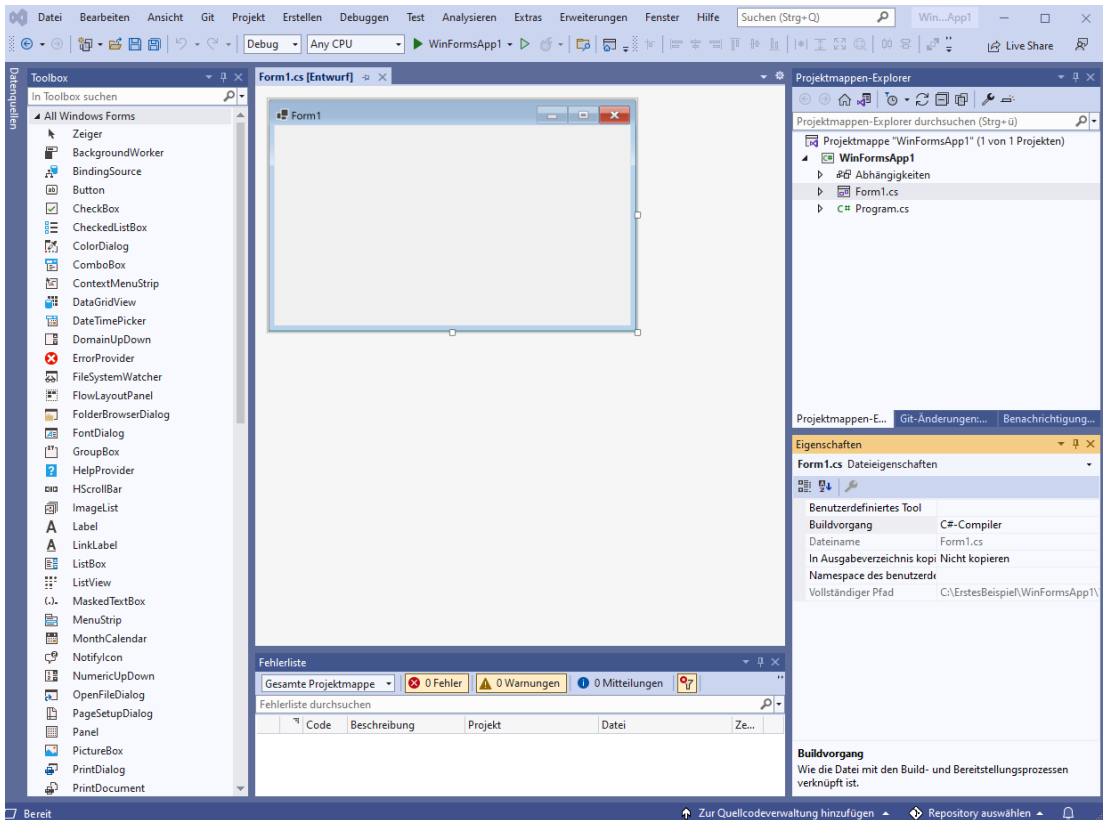 Datei Bearbeiten Ansicht Git Projekt Erstellen Debuggen Test Analysieren Extras Erweiterungen Fenster Hilfe Suchen (Strg+Q) Win...App1
Debug Any CPU WinFormsApp1 Live Share
Datenquellen
Toolbox
In Toolbox suchen
All Windows Forms
Zeiger
BackgroundWorker
BindingSource
Button
CheckBox
CheckedListBox
ColorDialog
ComboBox
ContextMenuStrip
DataGridView
DateTimePicker
DomainUpDown
ErrorProvider
FileSystemWatcher
FlowLayoutPanel
FolderBrowserDialog
FontDialog
GroupBox
HelpProvider
HScrollBar
ImageList
Label
LinkLabel
ListBox
ListView
MaskedTextBox
MenuStrip
MonthCalendar
NotifyIcon
NumericUpDown
OpenFileDialog
PageSetupDialog
Panel
PictureBox
PrintDialog
PrintDocument
Form1.cs [Entwurf]
Form1
Fehlerliste
Gesamte Projektmappe 0 Fehler 0 Warnungen 0 Mitteilungen
Fehlerliste durchsuchen
Code Beschreibung Projekt Datei Ze...
Projektmappen-Explorer
Projektmappen-Explorer durchsuchen (Strg+ü)
Projektmappe "WinFormsApp1" (1 von 1 Projekten)
WinFormsApp1
Abhängigkeiten
Form1.cs
C# Program.cs
Projektmappen-E... Git-Änderungen:... Benachrichtigung...
Eigenschaften
Form1.cs Dateieigenschaften
Benutzerdefiniertes Tool
Buildvorgang C#-Compiler
Dateiname Form1.cs
In Ausgabeverzeichnis kopi Nicht kopieren
Namespace des benutzerde
Vollständiger Pfad C:\ErstesBeispiel\WinFormsApp1\
Buildvorgang
Wie die Datei mit den Build- und Bereitstellungsprozessen
verknüpft ist.
Bereit Zur Quellcodeverwaltung hinzufügen Repository auswählen